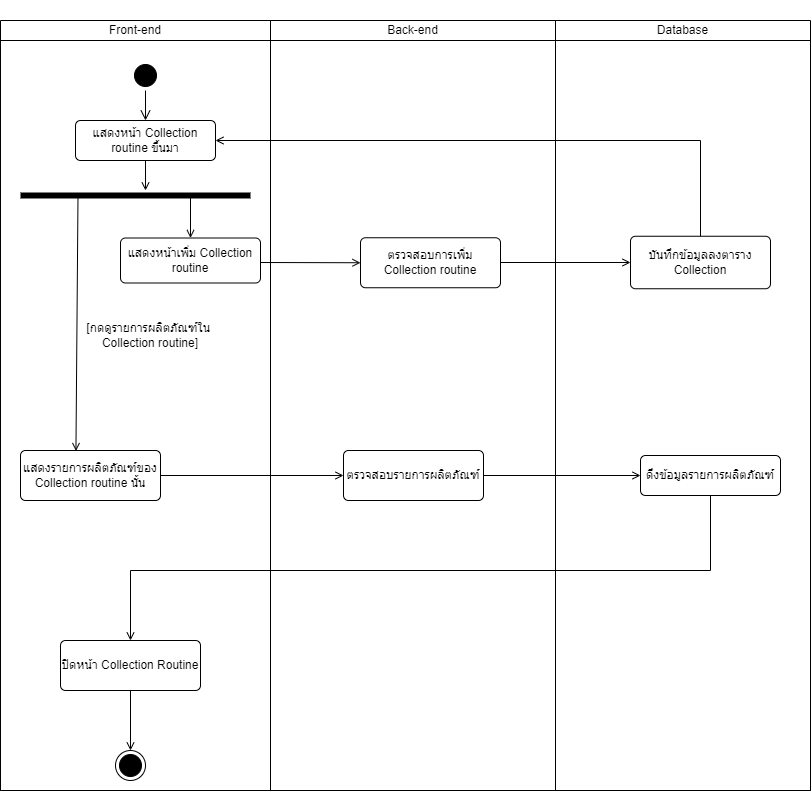 Front-end
Back-end
Database
แสดงหน้า Collection
routine ขึ้นมา
แสดงหน้าเพิ่ม Collection
routine
ตรวจสอบการเพิ่ม
Collection routine
บันทึกข้อมูลลงตาราง
Collection
[กดดูรายการผลิตภัณฑ์ใน
Collection routine]
แสดงรายการผลิตภัณฑ์ของ
Collection routine นั้น
ตรวจสอบรายการผลิตภัณฑ์
ดึงข้อมูลรายการผลิตภัณฑ์
ปิดหน้า Collection Routine